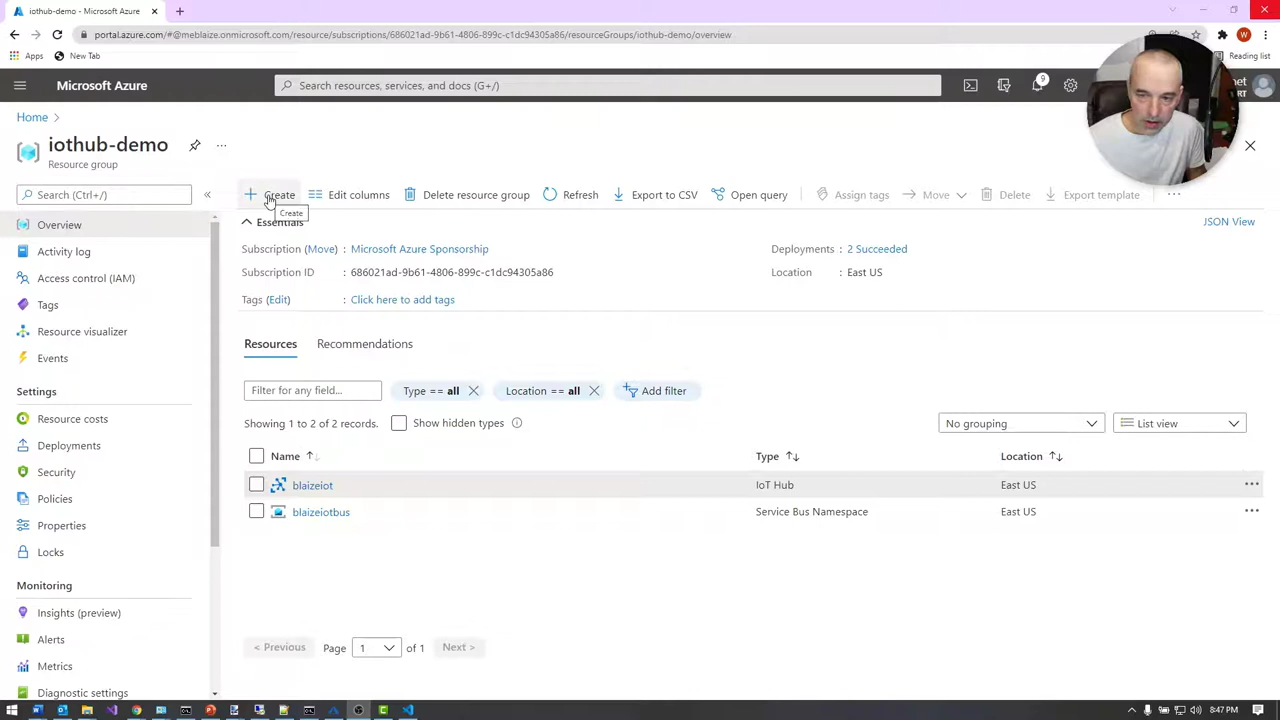 iothub-demo - Microsoft Azure
portal.azure.com/#@meblaize.onmicrosoft.com/resource/subscriptions/686021ad-9b61-4806-899c-c1dc94305a86/resourceGroups/iothub-demo/overview
W
Apps
New Tab
Reading list
Microsoft Azure
Search resources, services, and docs (G+/)
9
Home >
iothub-demo
Resource group
Search (Ctrl+/)
Create
Edit columns
Delete resource group
Refresh
Export to CSV
Open query
Assign tags
Move
Delete
Export template
Create
Essentials
JSON View
Overview
Activity log
Access control (IAM)
Tags
Resource visualizer
Events
Settings
Resource costs
Deployments
Security
Policies
Properties
Locks
Monitoring
Insights (preview)
Alerts
Metrics
Diagnostic settings
Subscription (Move) : Microsoft Azure Sponsorship
Deployments : 2 Succeeded
Subscription ID : 686021ad-9b61-4806-899c-c1dc94305a86
Location : East US
Tags (Edit) : Click here to add tags
Resources
Recommendations
Filter for any field...
Type == all
Location == all
Add filter
Showing 1 to 2 of 2 records.
Show hidden types
No grouping
List view
Name
Type
Location
blaizeiot
IoT Hub
East US
blaizeiotbus
Service Bus Namespace
East US
< Previous
Page
1
of 1
Next >
8:47 PM